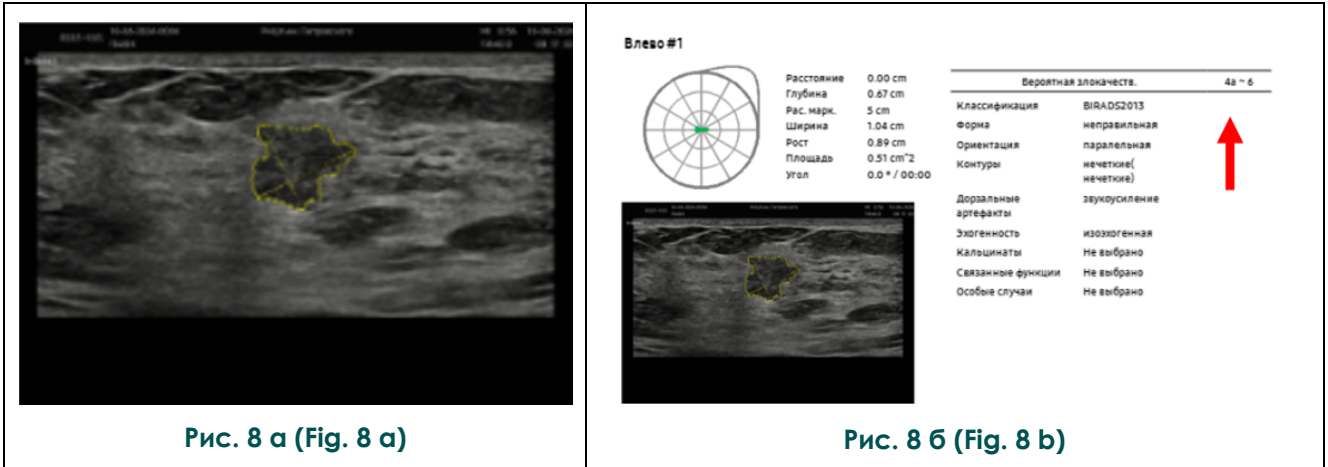 Влево #1
Расстояние 0.00 cm
Глубина 0.67 cm
Рас. марк. 5 cm
Ширина 1.04 cm
Рост 0.89 cm
Площадь 0.51 cm^2
Угол 0.0 * / 00:00
Вероятная злокачеств. 4a ~ 6
Классификация BIRADS2013
Форма неправильная
Ориентация паралельная
Контуры нечеткие(
нечеткие)
Дорзальные звукоусиление
артефакты
Эхогенность изоэхогенная
Кальцинаты Не выбрано
Связанные функции Не выбрано
Особые случаи Не выбрано
Рис. 8 а (Fig. 8 a)
Рис. 8 б (Fig. 8 b)